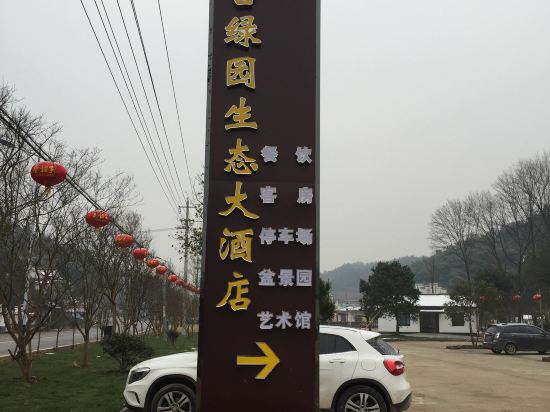 绿园生态大酒店
餐饮
客房
停车场
盆景园
艺术馆